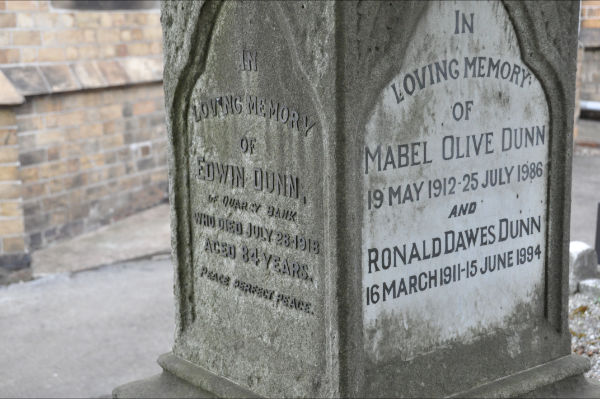 IN
LOVING MEMORY
OF
EDWIN DUNN,
OF QUARRY BANK
WHO DIED JULY 28·1918
AGED 84 YEARS.
PEACE PERFECT PEACE.
IN
LOVING MEMORY
OF
MABEL OLIVE DUNN
19 MAY 1912-25 JULY 1986
AND
RONALD DAWES DUNN
16 MARCH 1911-15 JUNE 1994